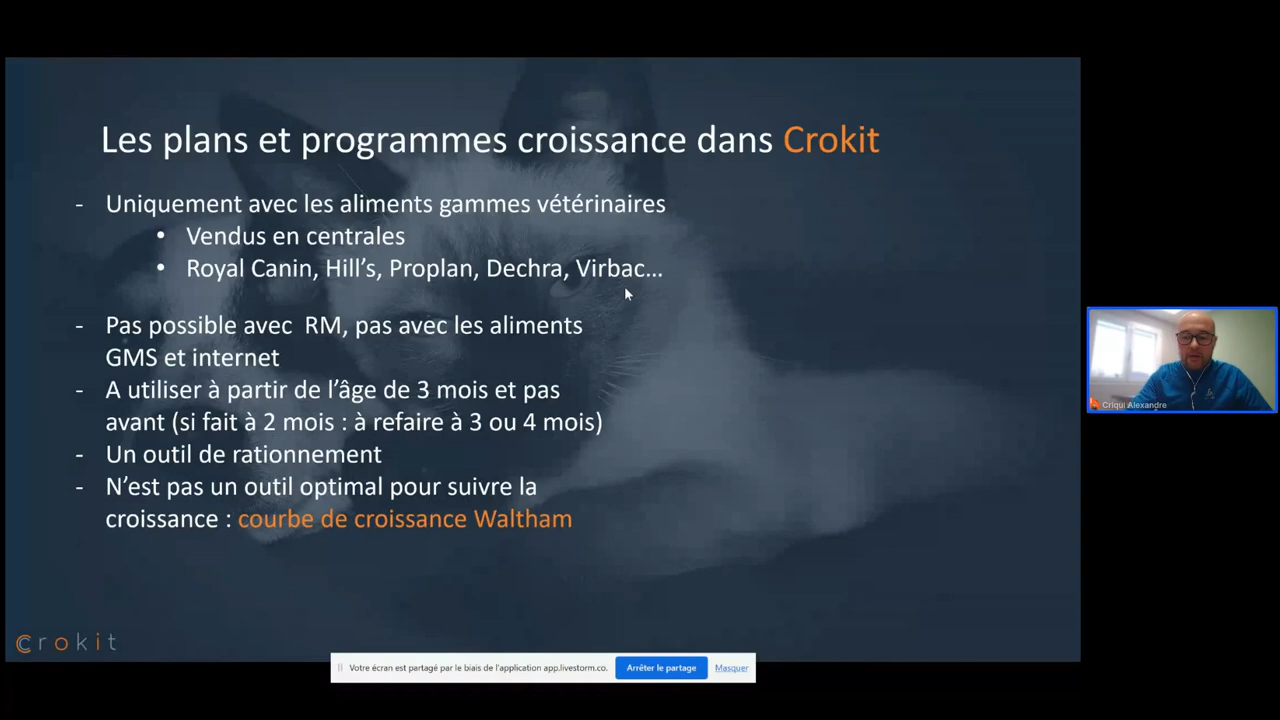 Les plans et programmes croissance dans Crokit
- Uniquement avec les aliments gammes vétérinaires
• Vendus en centrales
• Royal Canin, Hill’s, Proplan, Dechra, Virbac…
- Pas possible avec  RM, pas avec les aliments
GMS et internet
- A utiliser à partir de l’âge de 3 mois et pas
avant (si fait à 2 mois : à refaire à 3 ou 4 mois)
- Un outil de rationnement
- N’est pas un outil optimal pour suivre la
croissance : courbe de croissance Waltham
Criqui Alexandre
crokit
Votre écran est partagé par le biais de l'application app.livestorm.co. Arrêter le partage Masquer